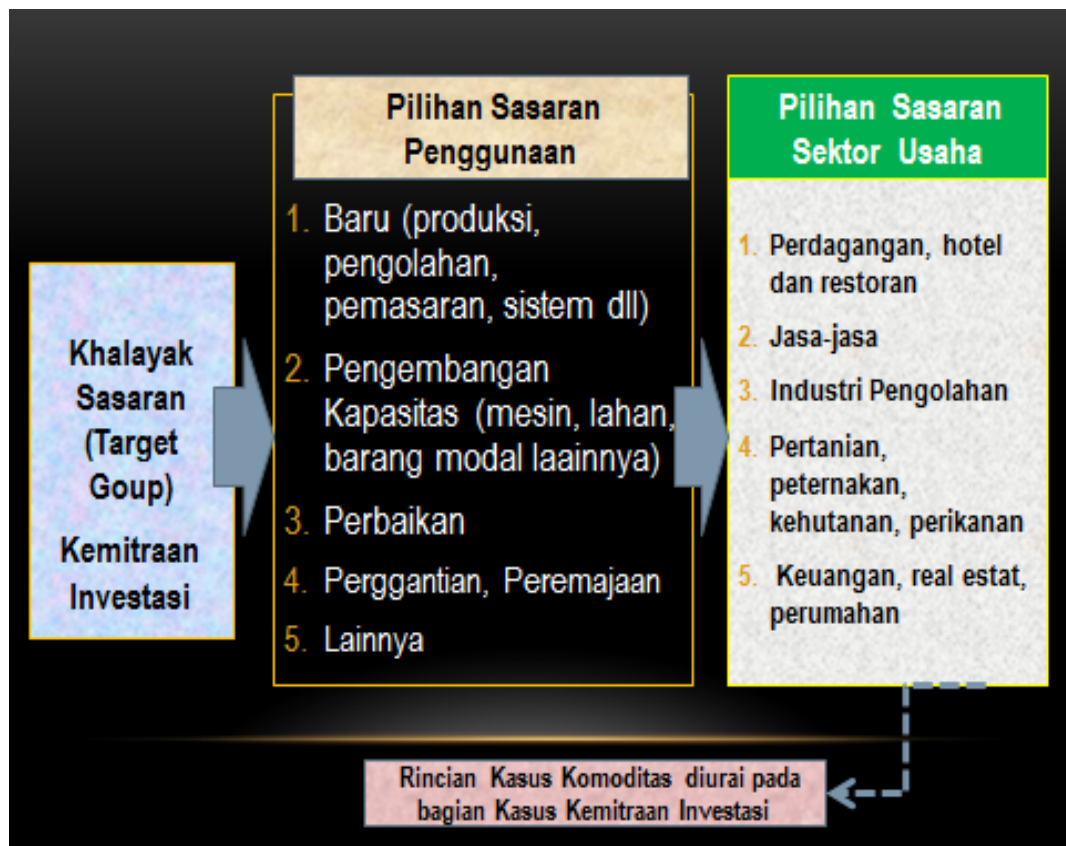 Khalayak
Sasaran
(Target
Goup)
Kemitraan
Investasi
Pilihan Sasaran
Penggunaan
1. Baru (produksi,
pengolahan,
pemasaran, sistem dll)
2. Pengembangan
Kapasitas (mesin, lahan,
barang modal laainnya)
3. Perbaikan
4. Perggantian, Peremajaan
5. Lainnya
Pilihan Sasaran
Sektor Usaha
1. Perdagangan, hotel
dan restoran
2. Jasa-jasa
3. Industri Pengolahan
4. Pertanian,
peternakan,
kehutanan, perikanan
5. Keuangan, real estat,
perumahan
Rincian Kasus Komoditas diurai pada
bagian Kasus Kemitraan Investasi